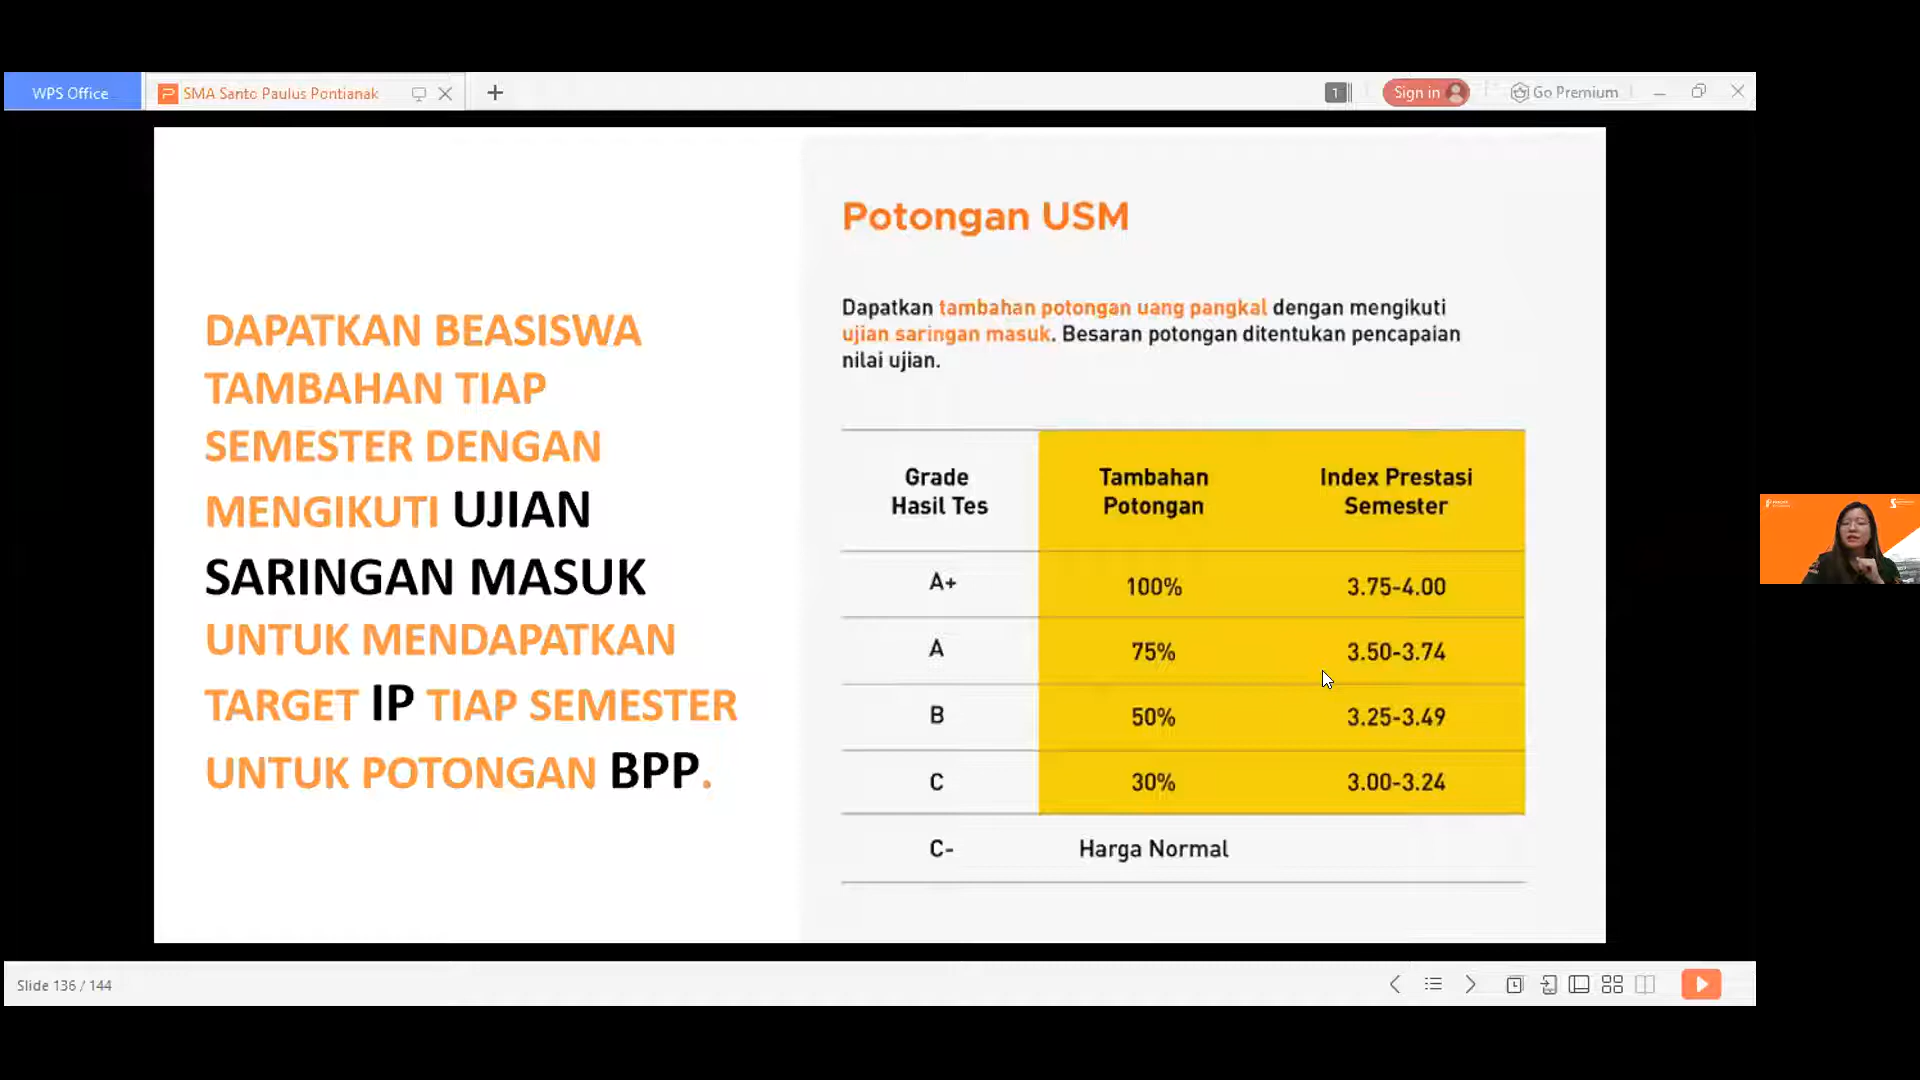 WPS Office
SMA Santo Paulus Pontianak
1
Sign in
Go Premium
DAPATKAN BEASISWA
TAMBAHAN TIAP
SEMESTER DENGAN
MENGIKUTI UJIAN
SARINGAN MASUK
UNTUK MENDAPATKAN
TARGET IP TIAP SEMESTER
UNTUK POTONGAN BPP.
Potongan USM
Dapatkan tambahan potongan uang pangkal dengan mengikuti
ujian saringan masuk. Besaran potongan ditentukan pencapaian
nilai ujian.
Grade Hasil Tes
Tambahan Potongan
Index Prestasi Semester
A+ 100% 3.75-4.00
A 75% 3.50-3.74
B 50% 3.25-3.49
C 30% 3.00-3.24
C- Harga Normal
Slide 136 / 144